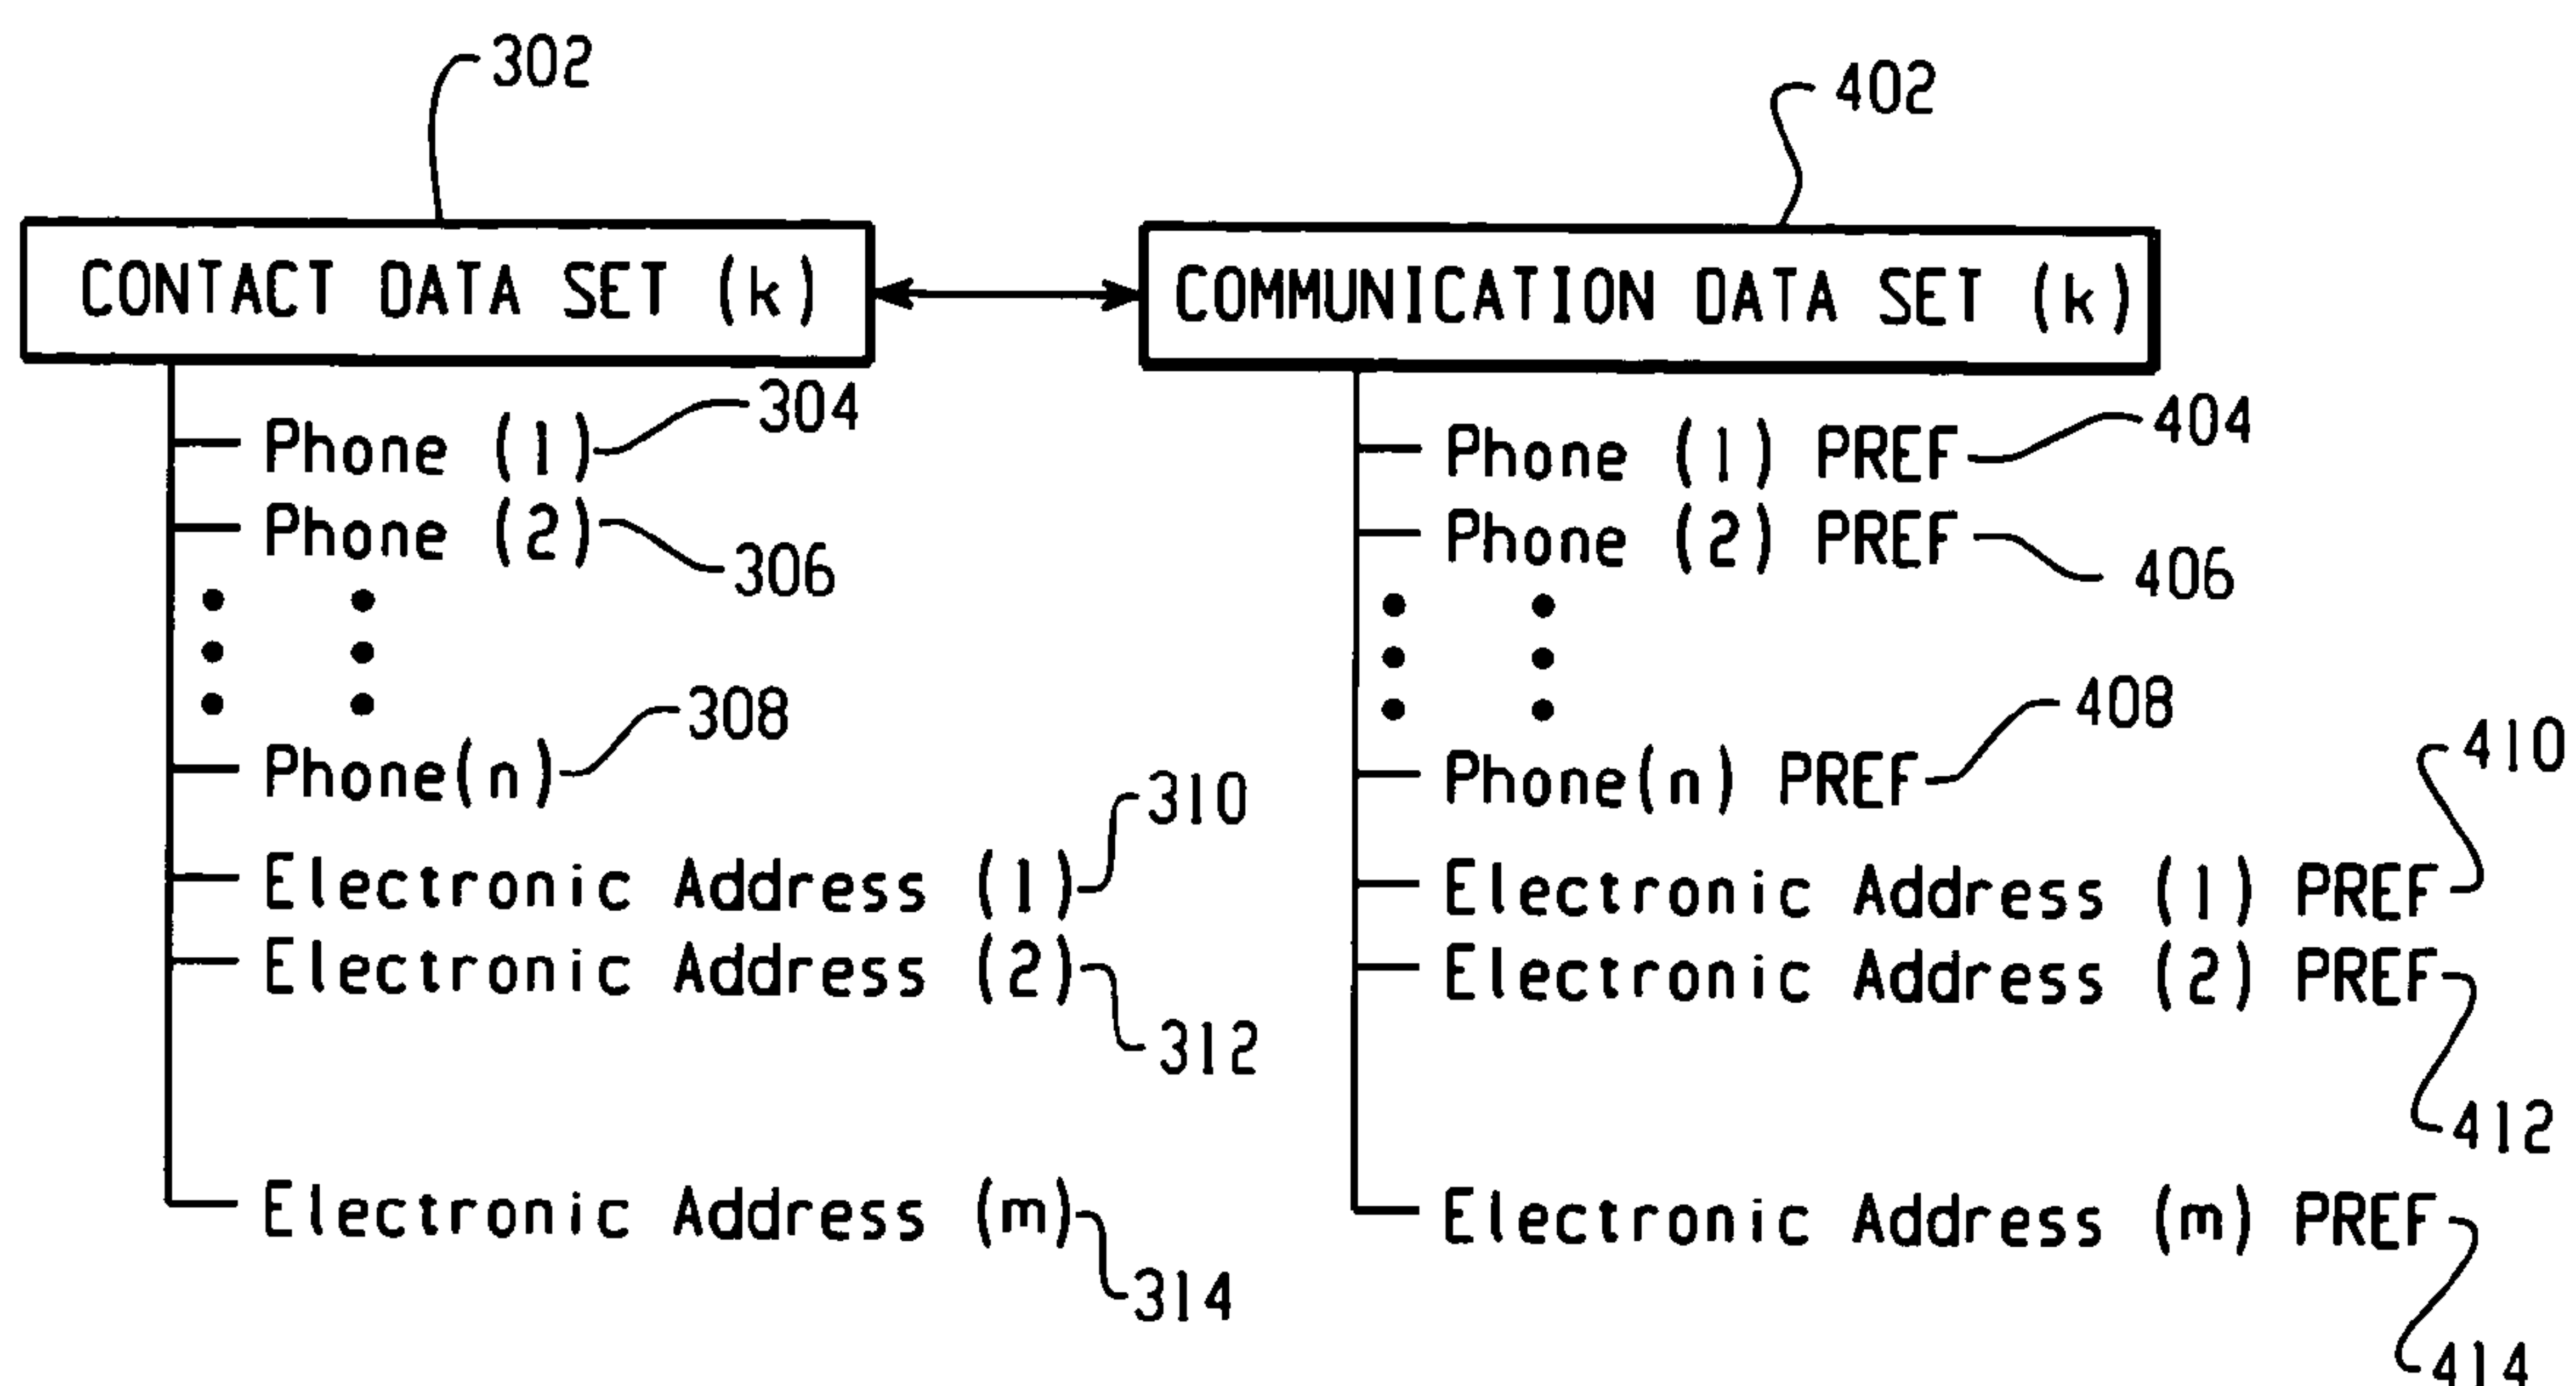 302
402
CONTACT DATA SET (k)
COMMUNICATION DATA SET (k)
Phone (1)
304
Phone (2)
306
Phone(n)
308
Electronic Address (1)
310
Electronic Address (2)
312
Electronic Address (m)
314
Phone (1) PREF
404
Phone (2) PREF
406
Phone(n) PREF
408
Electronic Address (1) PREF
410
Electronic Address (2) PREF
412
Electronic Address (m) PREF
414